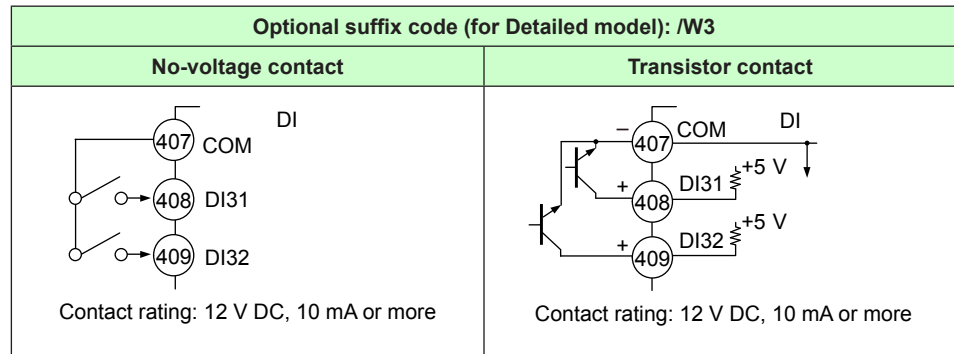 Optional suffix code (for Detailed model): /W3
No-voltage contact
Transistor contact
DI
407
COM
408
DI31
409
DI32
Contact rating: 12 V DC, 10 mA or more
–
407
COM
DI
+5 V
+
408
DI31
+5 V
+
409
DI32
Contact rating: 12 V DC, 10 mA or more